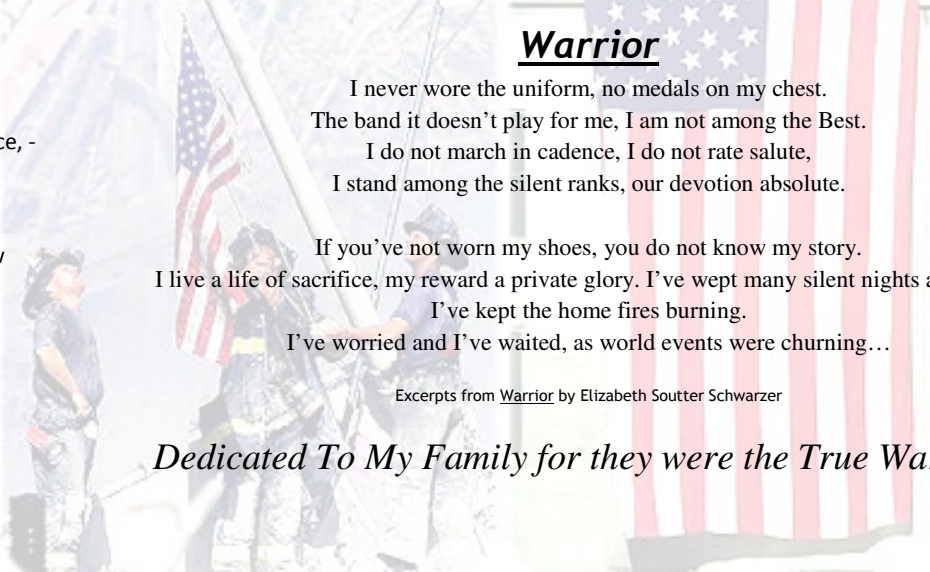 Warrior
I never wore the uniform, no medals on my chest.
The band it doesn’t play for me, I am not among the Best.
ce, -
I do not march in cadence, I do not rate salute,
I stand among the silent ranks, our devotion absolute.
If you’ve not worn my shoes, you do not know my story.
I live a life of sacrifice, my reward a private glory. I’ve wept many silent nights
I’ve kept the home fires burning.
I’ve worried and I’ve waited, as world events were churning…
Excerpts from Warrior by Elizabeth Soutter Schwarzer
Dedicated To My Family for they were the True